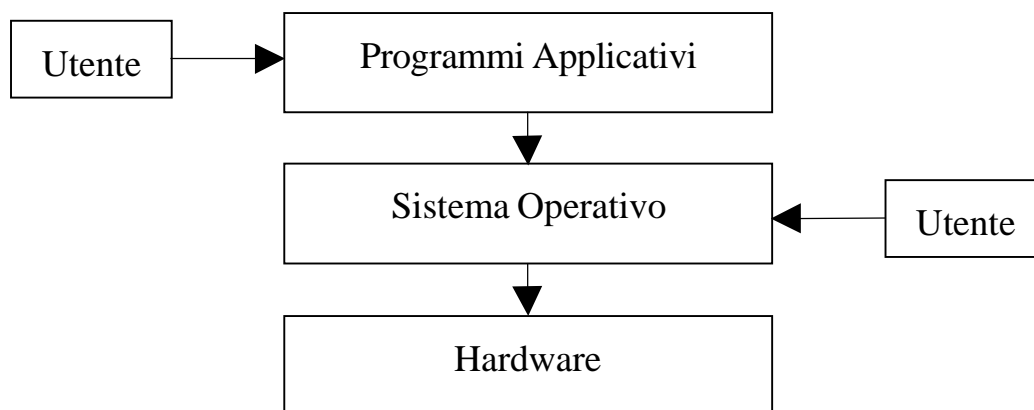 Utente
Programmi Applicativi
Sistema Operativo
Utente
Hardware